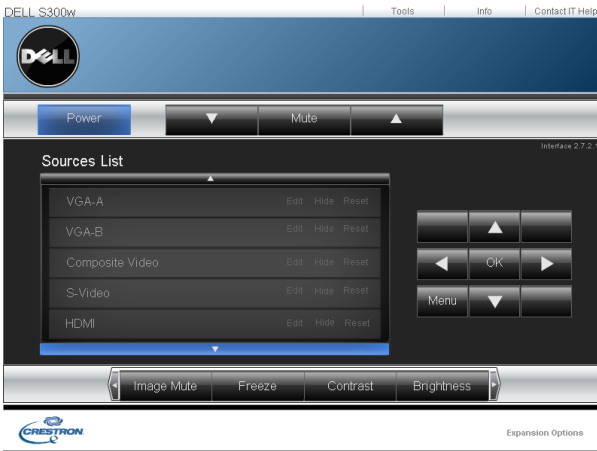 DELL S300w Tools Info Contact IT Help
DELL
Power Mute
Interface 2.7.2.1
Sources List
VGA-A Edit Hide Reset
VGA-B Edit Hide Reset
Composite Video Edit Hide Reset
OK
S-Video Edit Hide Reset
Menu
HDMI Edit Hide Reset
Image Mute Freeze Contrast Brightness
CRESTRON Expansion Options